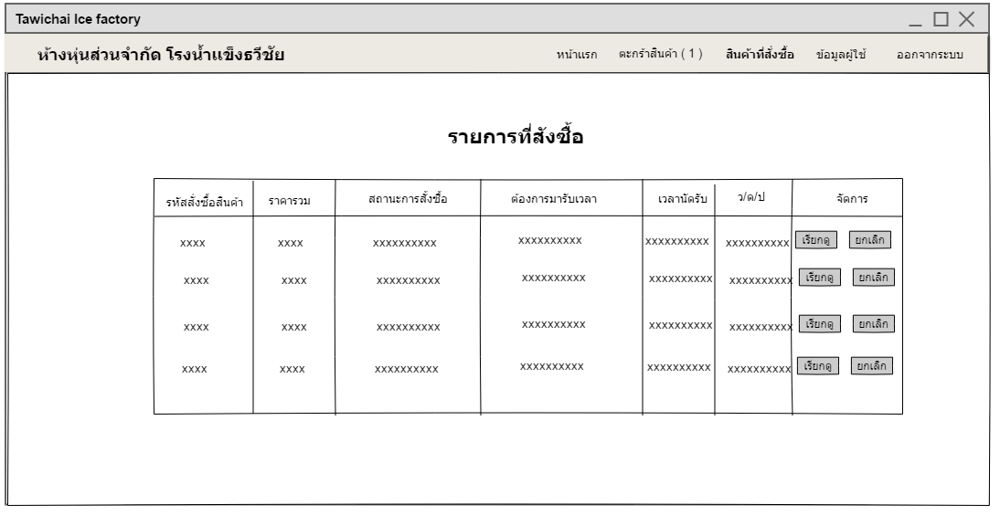 Tawichai Ice factory
ห้างหุ่นส่วนจำกัด โรงน้ำแข็งธวีชัย หน้าแรก ตะกร้าสินค้า ( 1 ) สินค้าที่สั่งซื้อ ข้อมูลผู้ใช้ ออกจากระบบ
รายการที่สังซื้อ
รหัสสั่งซื้อสินค้า ราคารวม สถานะการสั้งซื้อ ต้องการมารับเวลา เวลานัดรับ ว/ด/ป จัดการ
xxxx xxxx xxxxxxxxxx xxxxxxxxxx xxxxxxxxxx xxxxxxxxxx เรียกดู ยกเลิก
xxxx xxxx xxxxxxxxxx xxxxxxxxxx xxxxxxxxxx xxxxxxxxxx เรียกดู ยกเลิก
xxxx xxxx xxxxxxxxxx xxxxxxxxxx xxxxxxxxxx xxxxxxxxxx เรียกดู ยกเลิก
xxxx xxxx xxxxxxxxxx xxxxxxxxxx xxxxxxxxxx xxxxxxxxxx เรียกดู ยกเลิก